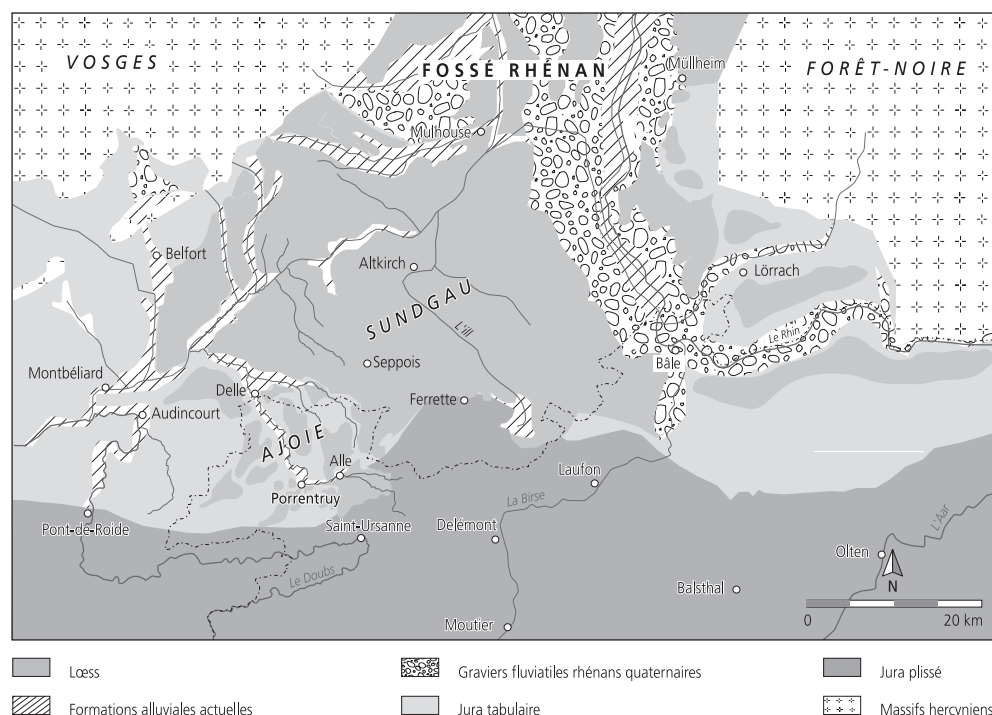 VOSGES
FOSSÉ RHÉNAN
FORÊT-NOIRE
Müllheim
Mulhouse
Belfort
Altkirch
Lörrach
SUNDGAU
L'Ill
Le Rhin
Seppois
Bâle
Montbéliard
Delle
Ferrette
Audincourt
AJOIE
Alle
Laufon
Porrentruy
La Birse
Pont-de-Roide
Saint-Ursanne
Delémont
L'Aar
Olten
N
Le Doubs
Balsthal
Moutier
0 20 km
Lœss
Graviers fluviatiles rhénans quaternaires
Jura plissé
Formations alluviales actuelles
Jura tabulaire
Massifs hercyniens